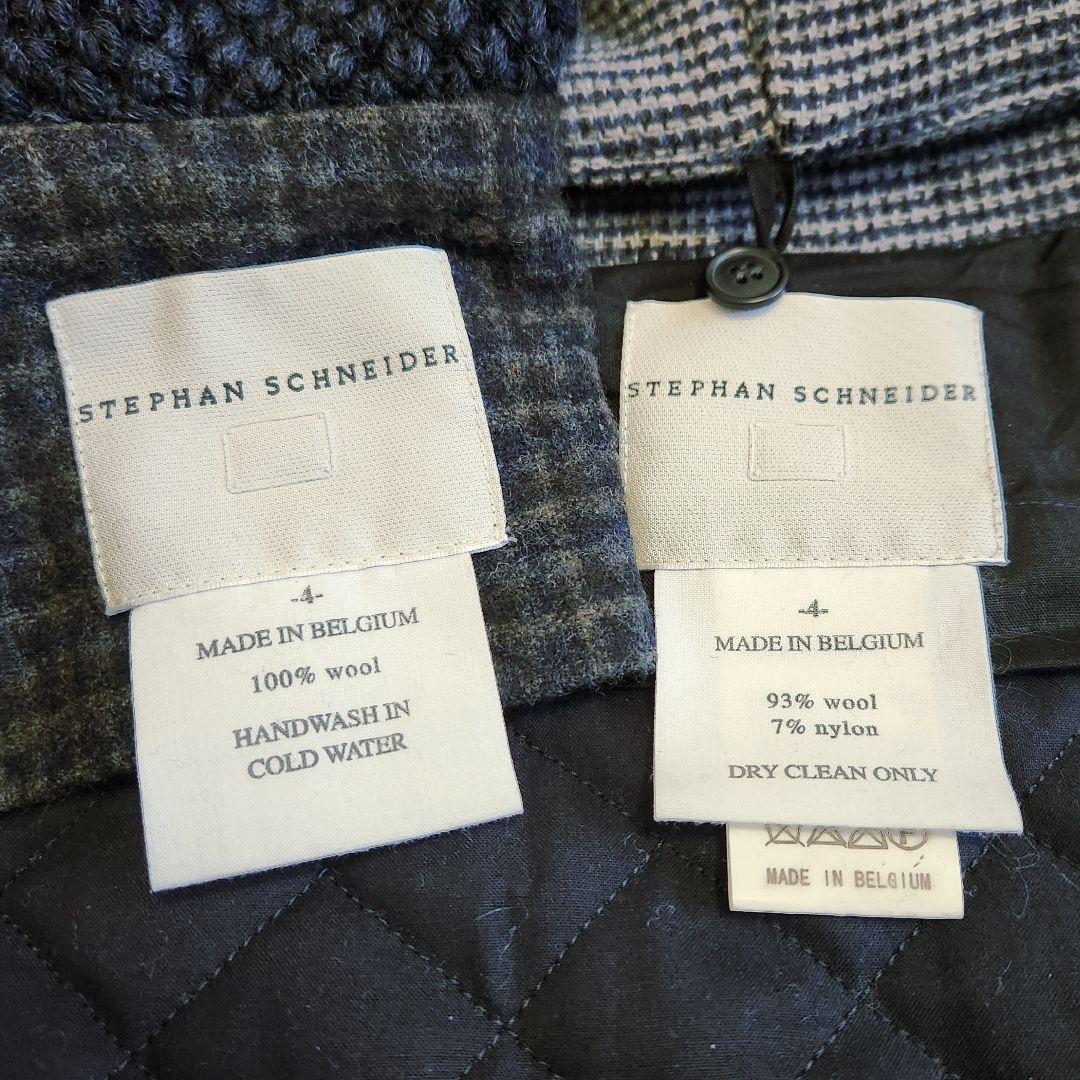 STEPHAN SCHNEIDER
-4-
MADE IN BELGIUM
100% wool
HANDWASH IN
COLD WATER
STEPHAN SCHNEIDER
-4-
MADE IN BELGIUM
93% wool
7% nylon
DRY CLEAN ONLY
MADE IN BELGIUM